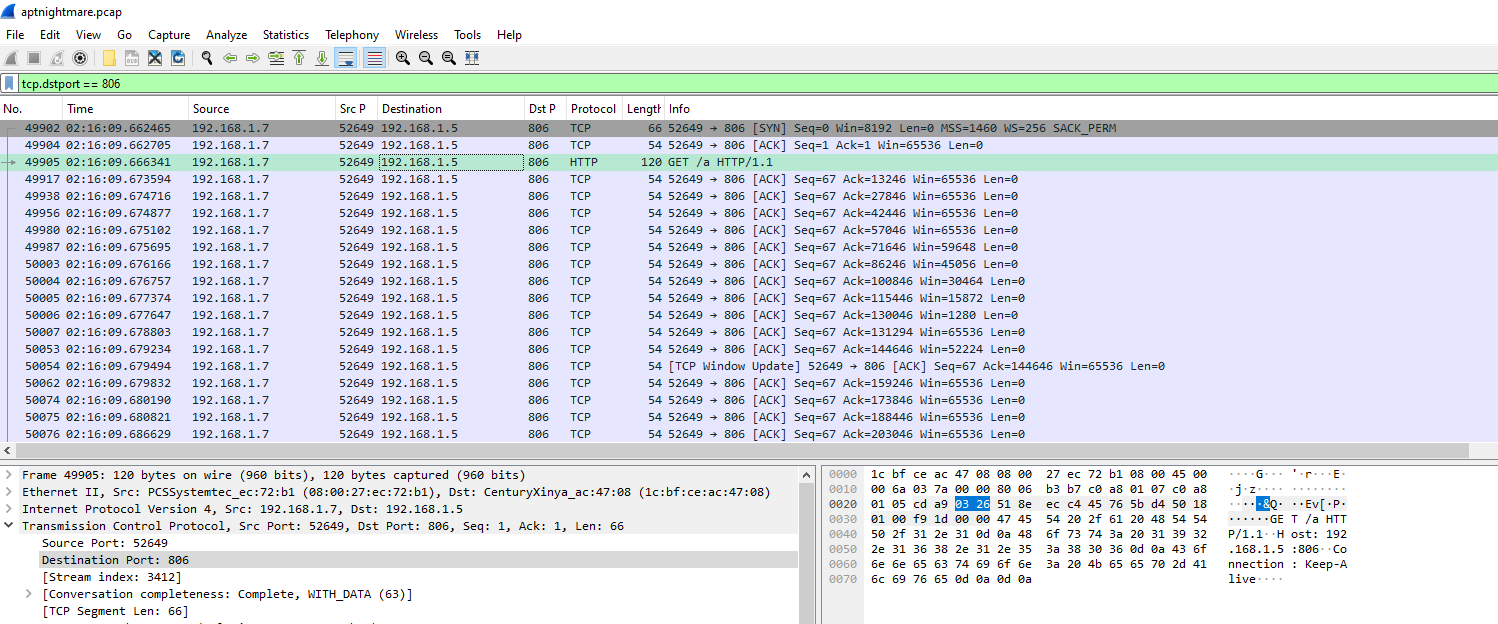 aptnightmare.pcap
File Edit View Go Capture Analyze Statistics Telephony Wireless Tools Help
tcp.dstport == 806
No. Time Source Src P Destination Dst P Protocol Length Info
49902 02:16:09.662465 192.168.1.7 52649 192.168.1.5 806 TCP 66 52649 → 806 [SYN] Seq=0 Win=8192 Len=0 MSS=1460 WS=256 SACK_PERM
49904 02:16:09.662705 192.168.1.7 52649 192.168.1.5 806 TCP 54 52649 → 806 [ACK] Seq=1 Ack=1 Win=65536 Len=0
49905 02:16:09.666341 192.168.1.7 52649 192.168.1.5 806 HTTP 120 GET /a HTTP/1.1
49917 02:16:09.673594 192.168.1.7 52649 192.168.1.5 806 TCP 54 52649 → 806 [ACK] Seq=67 Ack=13246 Win=65536 Len=0
49938 02:16:09.674716 192.168.1.7 52649 192.168.1.5 806 TCP 54 52649 → 806 [ACK] Seq=67 Ack=27846 Win=65536 Len=0
49956 02:16:09.674877 192.168.1.7 52649 192.168.1.5 806 TCP 54 52649 → 806 [ACK] Seq=67 Ack=42446 Win=65536 Len=0
49980 02:16:09.675102 192.168.1.7 52649 192.168.1.5 806 TCP 54 52649 → 806 [ACK] Seq=67 Ack=57046 Win=65536 Len=0
49987 02:16:09.675695 192.168.1.7 52649 192.168.1.5 806 TCP 54 52649 → 806 [ACK] Seq=67 Ack=71646 Win=59648 Len=0
50003 02:16:09.676166 192.168.1.7 52649 192.168.1.5 806 TCP 54 52649 → 806 [ACK] Seq=67 Ack=86246 Win=45056 Len=0
50004 02:16:09.676757 192.168.1.7 52649 192.168.1.5 806 TCP 54 52649 → 806 [ACK] Seq=67 Ack=100846 Win=30464 Len=0
50005 02:16:09.677374 192.168.1.7 52649 192.168.1.5 806 TCP 54 52649 → 806 [ACK] Seq=67 Ack=115446 Win=15872 Len=0
50006 02:16:09.677647 192.168.1.7 52649 192.168.1.5 806 TCP 54 52649 → 806 [ACK] Seq=67 Ack=130046 Win=1280 Len=0
50007 02:16:09.678803 192.168.1.7 52649 192.168.1.5 806 TCP 54 52649 → 806 [ACK] Seq=67 Ack=131294 Win=65536 Len=0
50053 02:16:09.679234 192.168.1.7 52649 192.168.1.5 806 TCP 54 52649 → 806 [ACK] Seq=67 Ack=144646 Win=52224 Len=0
50054 02:16:09.679494 192.168.1.7 52649 192.168.1.5 806 TCP 54 [TCP Window Update] 52649 → 806 [ACK] Seq=67 Ack=144646 Win=65536 Len=0
50062 02:16:09.679832 192.168.1.7 52649 192.168.1.5 806 TCP 54 52649 → 806 [ACK] Seq=67 Ack=159246 Win=65536 Len=0
50074 02:16:09.680190 192.168.1.7 52649 192.168.1.5 806 TCP 54 52649 → 806 [ACK] Seq=67 Ack=173846 Win=65536 Len=0
50075 02:16:09.680821 192.168.1.7 52649 192.168.1.5 806 TCP 54 52649 → 806 [ACK] Seq=67 Ack=188446 Win=65536 Len=0
50076 02:16:09.686629 192.168.1.7 52649 192.168.1.5 806 TCP 54 52649 → 806 [ACK] Seq=67 Ack=203046 Win=65536 Len=0
Frame 49905: 120 bytes on wire (960 bits), 120 bytes captured (960 bits)
Ethernet II, Src: PCSSystemtec_ec:72:b1 (08:00:27:ec:72:b1), Dst: CenturyXinya_ac:47:08 (1c:bf:ce:ac:47:08)
Internet Protocol Version 4, Src: 192.168.1.7, Dst: 192.168.1.5
Transmission Control Protocol, Src Port: 52649, Dst Port: 806, Seq: 1, Ack: 1, Len: 66
Source Port: 52649
Destination Port: 806
[Stream index: 3412]
[Conversation completeness: Complete, WITH_DATA (63)]
[TCP Segment Len: 66]
0000 1c bf ce ac 47 08 08 00 27 ec 72 b1 08 00 45 00 ····G··· '·r···E·
0010 00 6a 03 7a 00 00 80 06 b3 b7 c0 a8 01 07 c0 a8 ·j·z···· ········
0020 01 05 cd a9 03 26 51 8e ec c4 45 76 5b d4 50 18 ·····&Q· ··Ev[·P·
0030 01 00 f9 1d 00 00 47 45 54 20 2f 61 20 48 54 54 ······GE T /a HTT
0040 50 2f 31 2e 31 0d 0a 48 6f 73 74 3a 20 31 39 32 P/1.1··H ost: 192
0050 2e 31 36 38 2e 31 2e 35 3a 38 30 36 0d 0a 43 6f .168.1.5 :806··Co
0060 6e 6e 65 63 74 69 6f 6e 3a 20 4b 65 65 70 2d 41 nnection : Keep-A
0070 6c 69 76 65 0d 0a 0d 0a live····